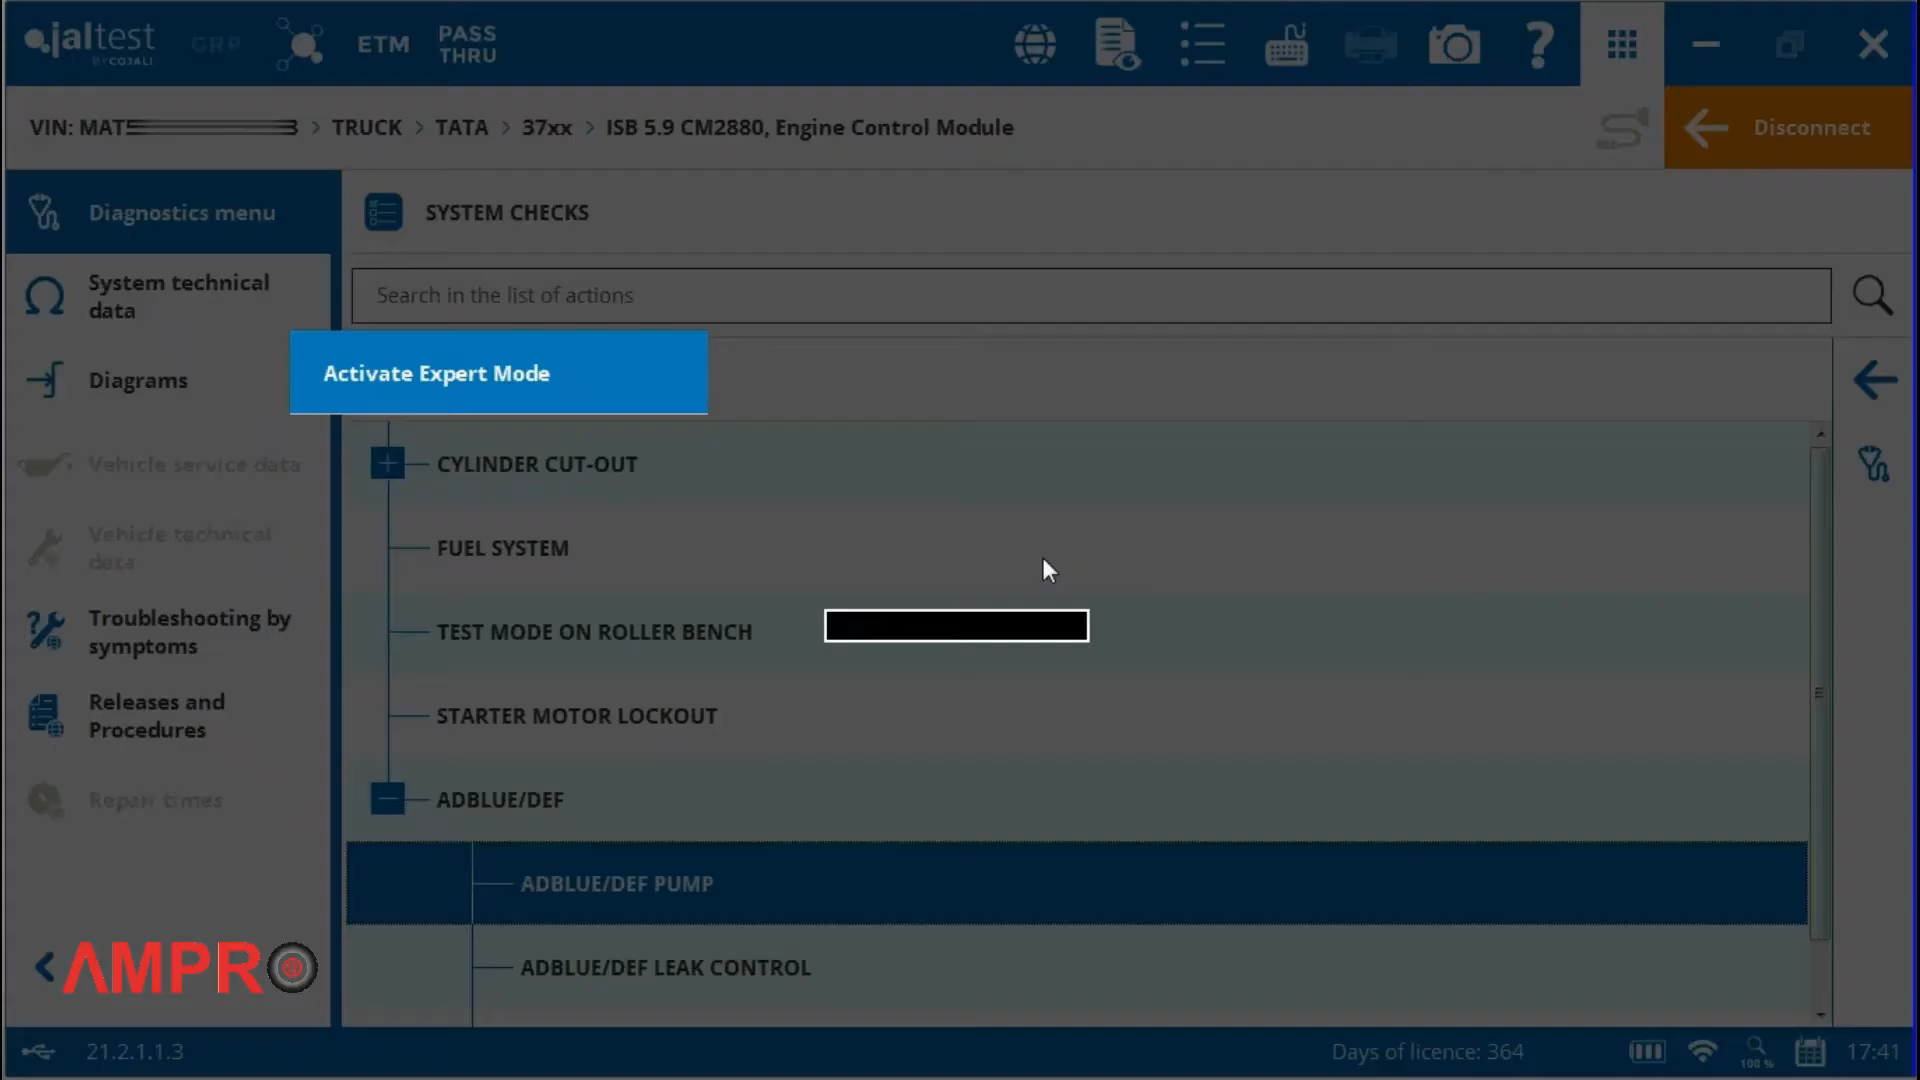 jaltest
BY COJALI
GRP
ETM
PASS
THRU
?
VIN: MAT 3 > TRUCK > TATA > 37xx > ISB 5.9 CM2880, Engine Control Module
Disconnect
Diagnostics menu
SYSTEM CHECKS
System technical
data
Search in the list of actions
Activate Expert Mode
Diagrams
Vehicle service data
CYLINDER CUT-OUT
Vehicle technical
data
FUEL SYSTEM
Troubleshooting by
symptoms
TEST MODE ON ROLLER BENCH
Releases and
Procedures
STARTER MOTOR LOCKOUT
Repair times
ADBLUE/DEF
ADBLUE/DEF PUMP
AMPRO
ADBLUE/DEF LEAK CONTROL
21.2.1.1.3
Days of licence: 364
100 %
17:41